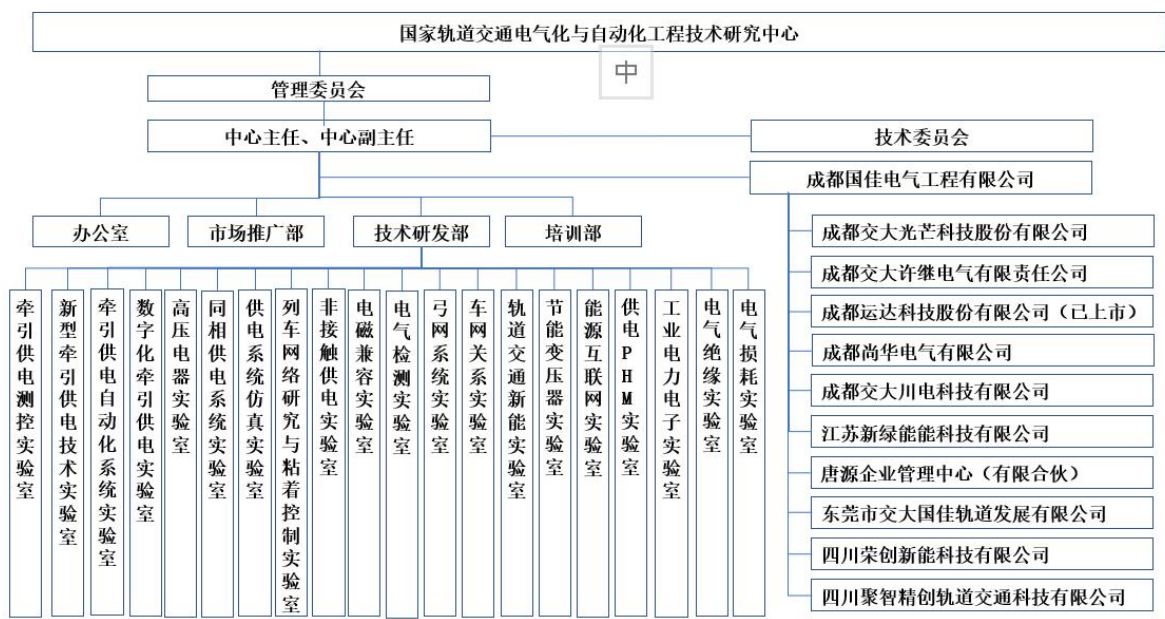 国家轨道交通电气化与自动化工程技术研究中心
中
管理委员会
中心主任、中心副主任
技术委员会
成都国佳电气工程有限公司
办公室
市场推广部
技术研发部
培训部
牵引供电测控实验室
新型牵引供电技术实验室
牵引供电自动化系统实验室
数字化牵引供电实验室
高压电器实验室
同相供电系统实验室
供电系统仿真实验室
列车网络研究与粘着控制实验室
非接触供电实验室
电磁兼容实验室
电气检测实验室
弓网系统实验室
车网关系实验室
轨道交通新能实验室
节能变压器实验室
能源互联网实验室
供电PHM实验室
工业电力电子实验室
电气绝缘实验室
电气损耗实验室
成都交大光芒科技股份有限公司
成都交大许继电气有限责任公司
成都运达科技股份有限公司（已上市）
成都尚华电气有限公司
成都交大川电科技有限公司
江苏新绿能能科技有限公司
唐源企业管理中心（有限合伙）
东莞市交大国佳轨道发展有限公司
四川荣创新能科技有限公司
四川聚智精创轨道交通科技有限公司